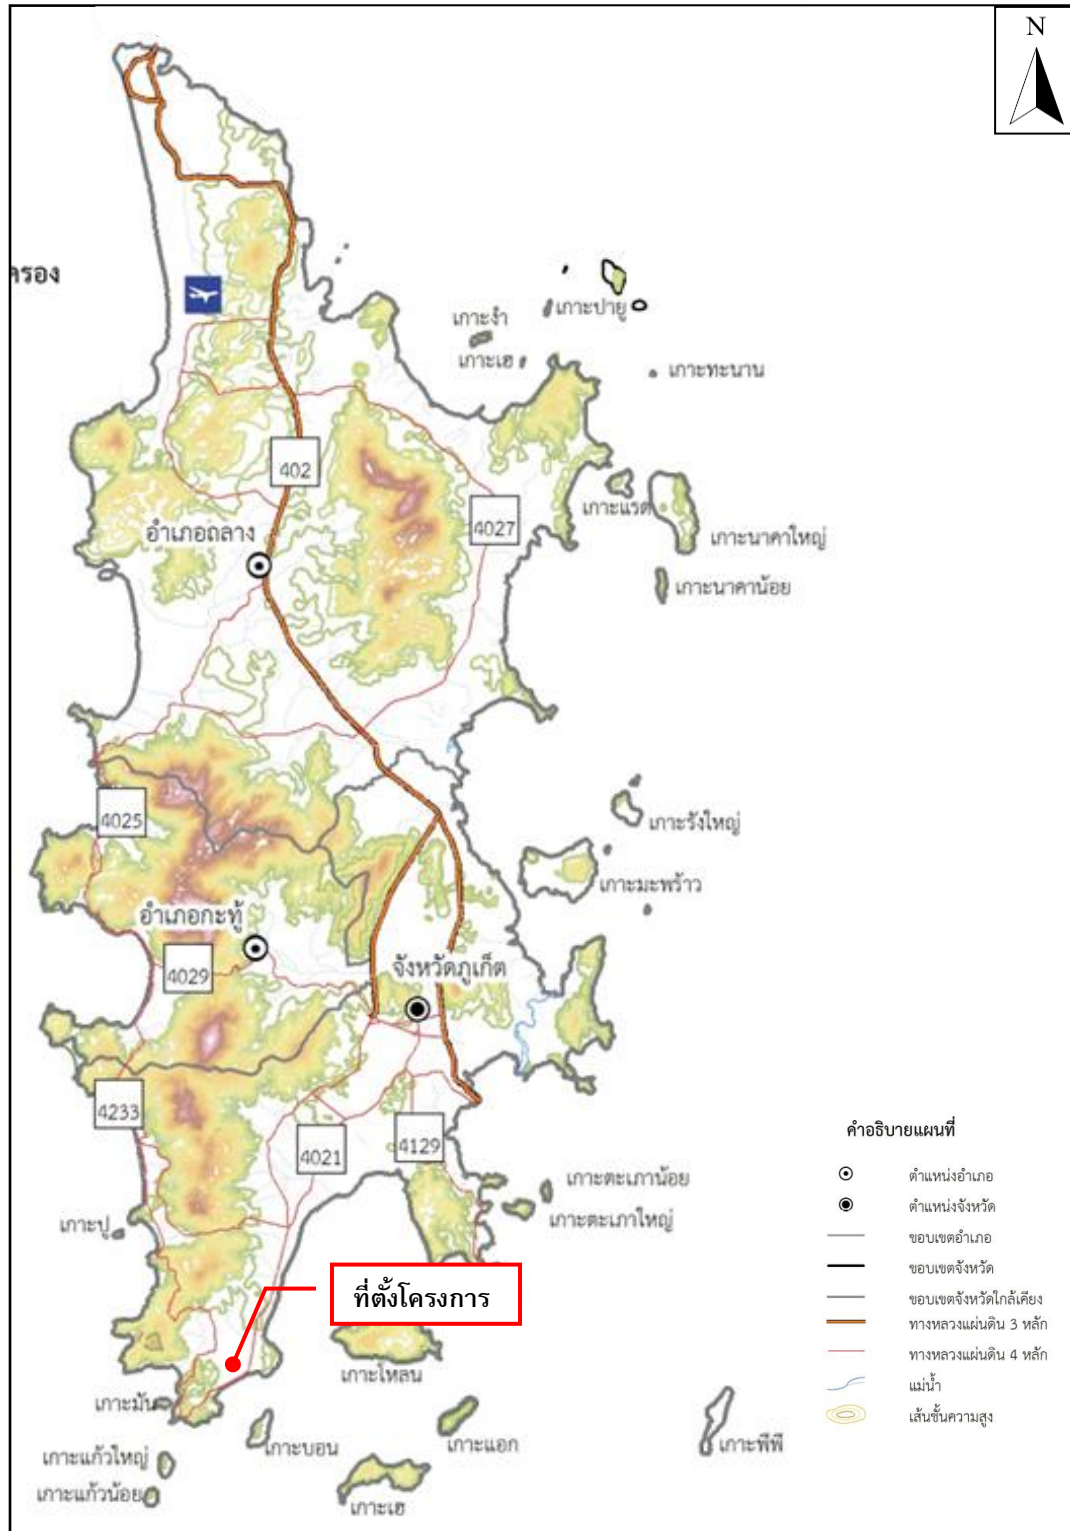 N
ครอง
เกาะปายู
เกาะงำ
เกาะเฮ
เกาะทะนาน
402
เกาะแรด
4027
อำเภอถลาง
เกาะนาคาใหญ่
เกาะนาคาน้อย
4025
เกาะรังใหญ่
เกาะมะพร้าว
อำเภอกะทู้
จังหวัดภูเก็ต
4029
4233
4021
4129
คำอธิบายแผนที่
ตำแหน่งอำเภอ
ตำแหน่งจังหวัด
ขอบเขตอำเภอ
ขอบเขตจังหวัด
ขอบเขตจังหวัดใกล้เคียง
ทางหลวงแผ่นดิน 3 หลัก
ทางหลวงแผ่นดิน 4 หลัก
แม่น้ำ
เส้นชั้นความสูง
เกาะตะเภาน้อย
เกาะตะเภาใหญ่
เกาะปู
ที่ตั้งโครงการ
เกาะโหลน
เกาะมัน
เกาะบอน
เกาะแอก
เกาะพีพี
เกาะแก้วใหญ่
เกาะแก้วน้อย
เกาะเฮ